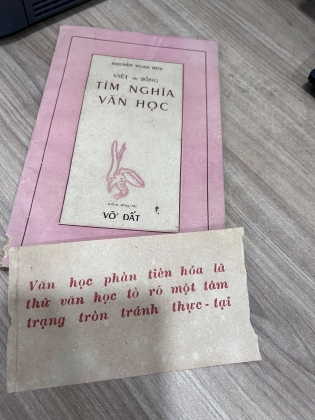 NGUYỄN XUÂN HUY
VIẾT và SỐNG
TÌM NGHĨA
VĂN HỌC
VỠ ĐẤT
Văn học phản tiến hóa là
thứ văn học tỏ rõ một tâm
trạng trốn tránh thực-tại